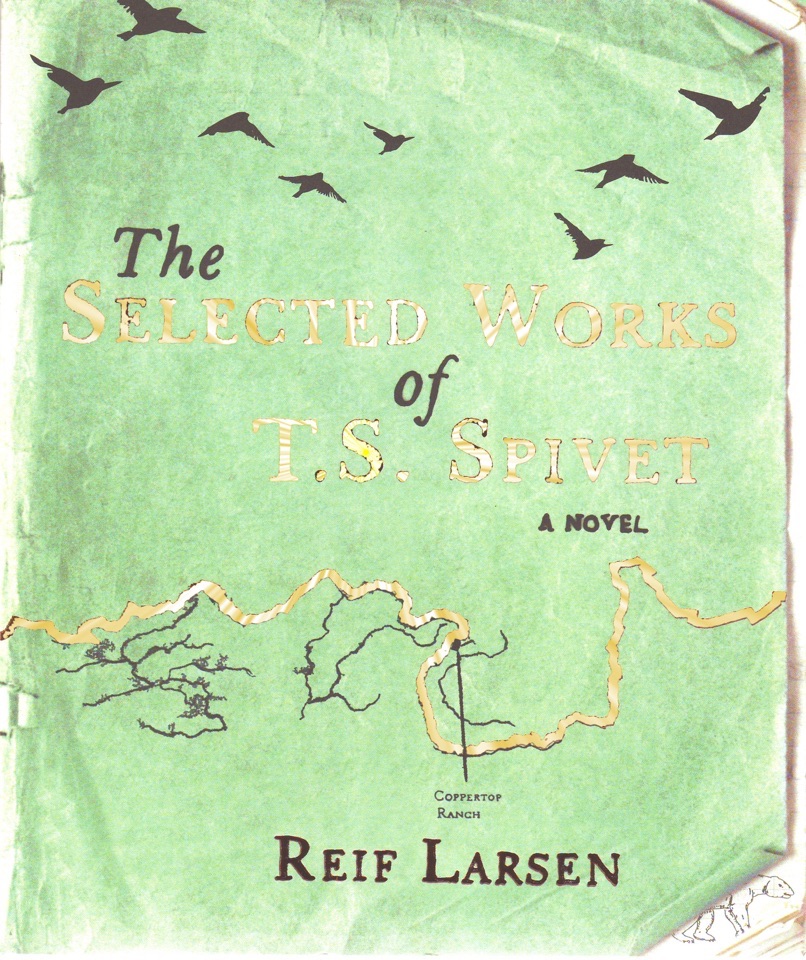 The
SELECTED WORKS
of
T.S. SPIVET
A NOVEL
COPPERTOP
RANCH
REIF LARSEN